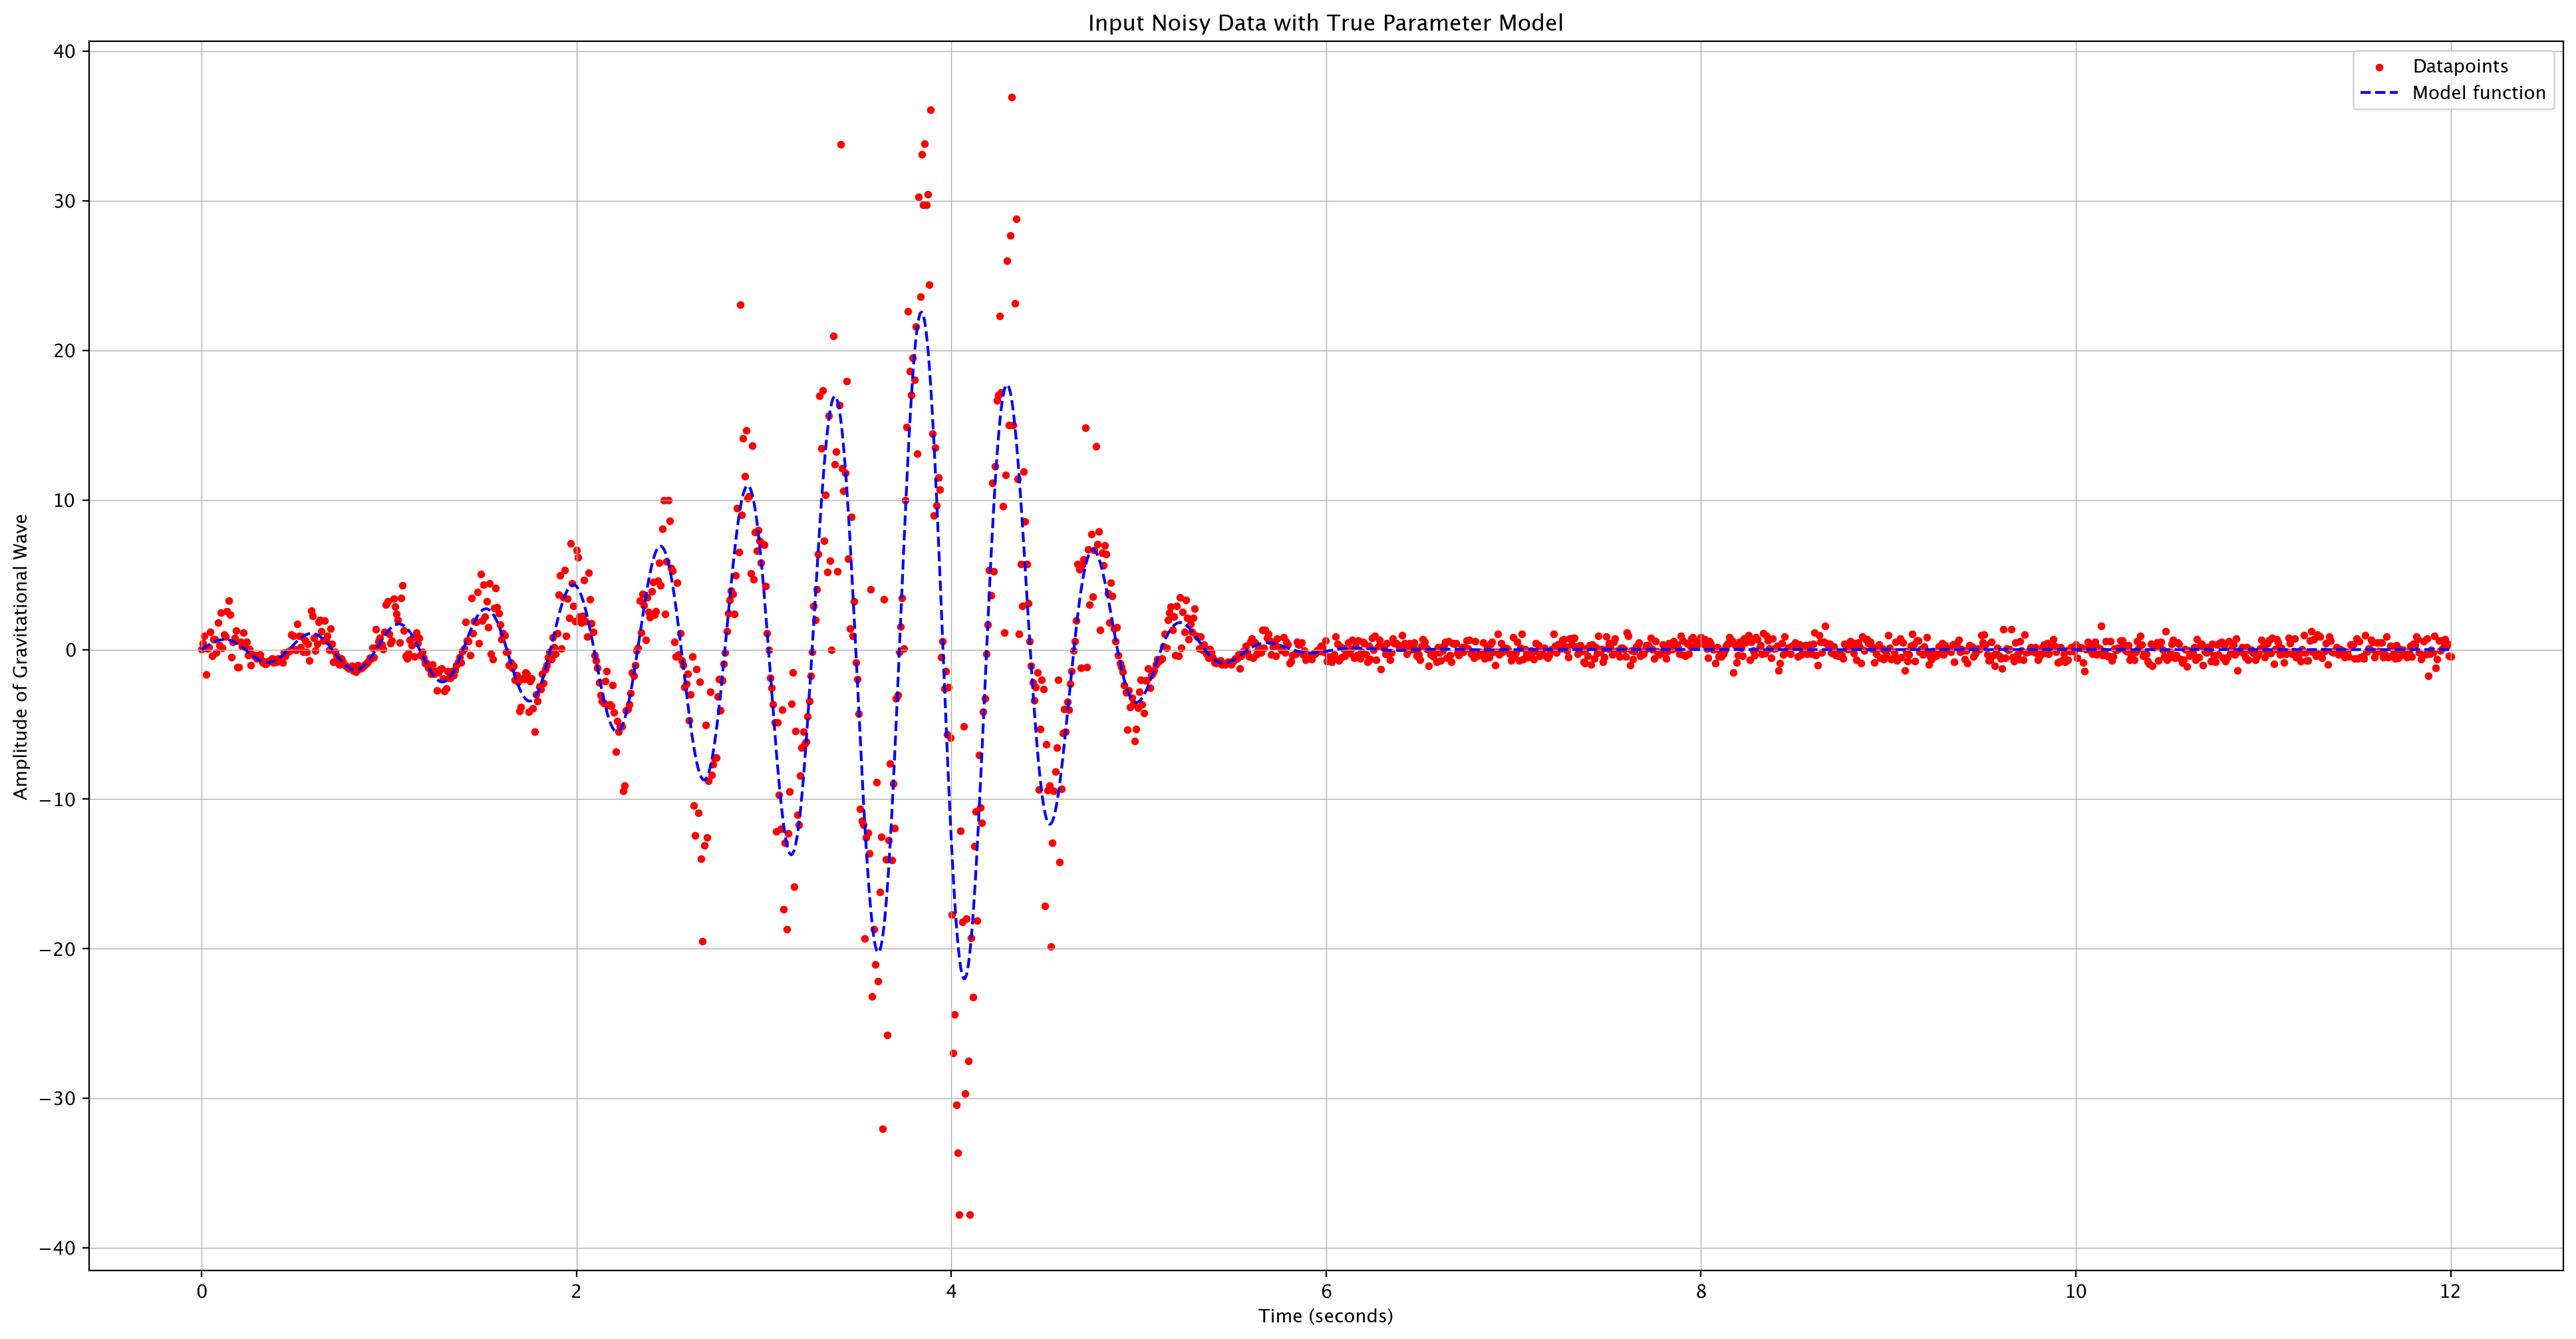 Input Noisy Data with True Parameter Model
Datapoints
Model function
Amplitude of Gravitational Wave
40
30
20
10
0
−10
−20
−30
−40
0 2 4 6 8 10 12
Time (seconds)